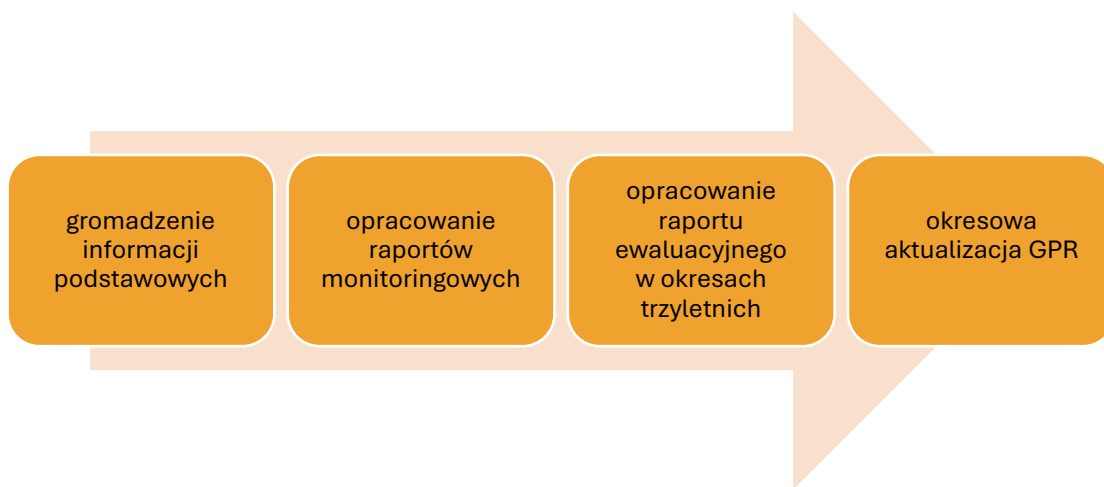 gromadzenie
informacji
podstawowych
opracowanie
raportów
monitoringowych
opracowanie
raportu
ewaluacyjnego
w okresach
trzyletnich
okresowa
aktualizacja GPR